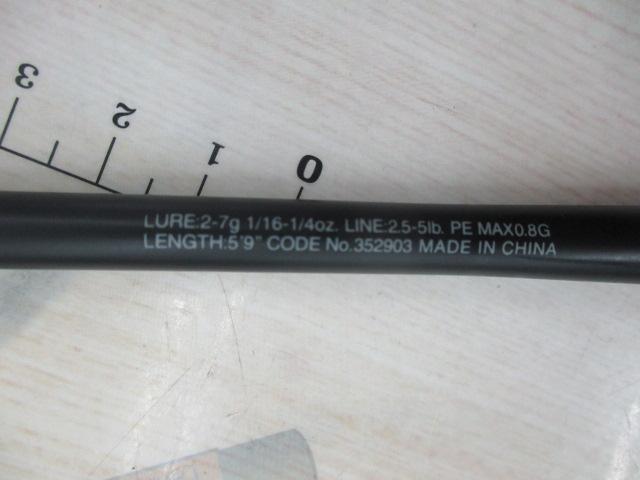 3 2 1 0
LURE:2-7g 1/16-1/4oz. LINE:2.5-5lb. PE MAX0.8G
LENGTH:5'9" CODE No.352903 MADE IN CHINA